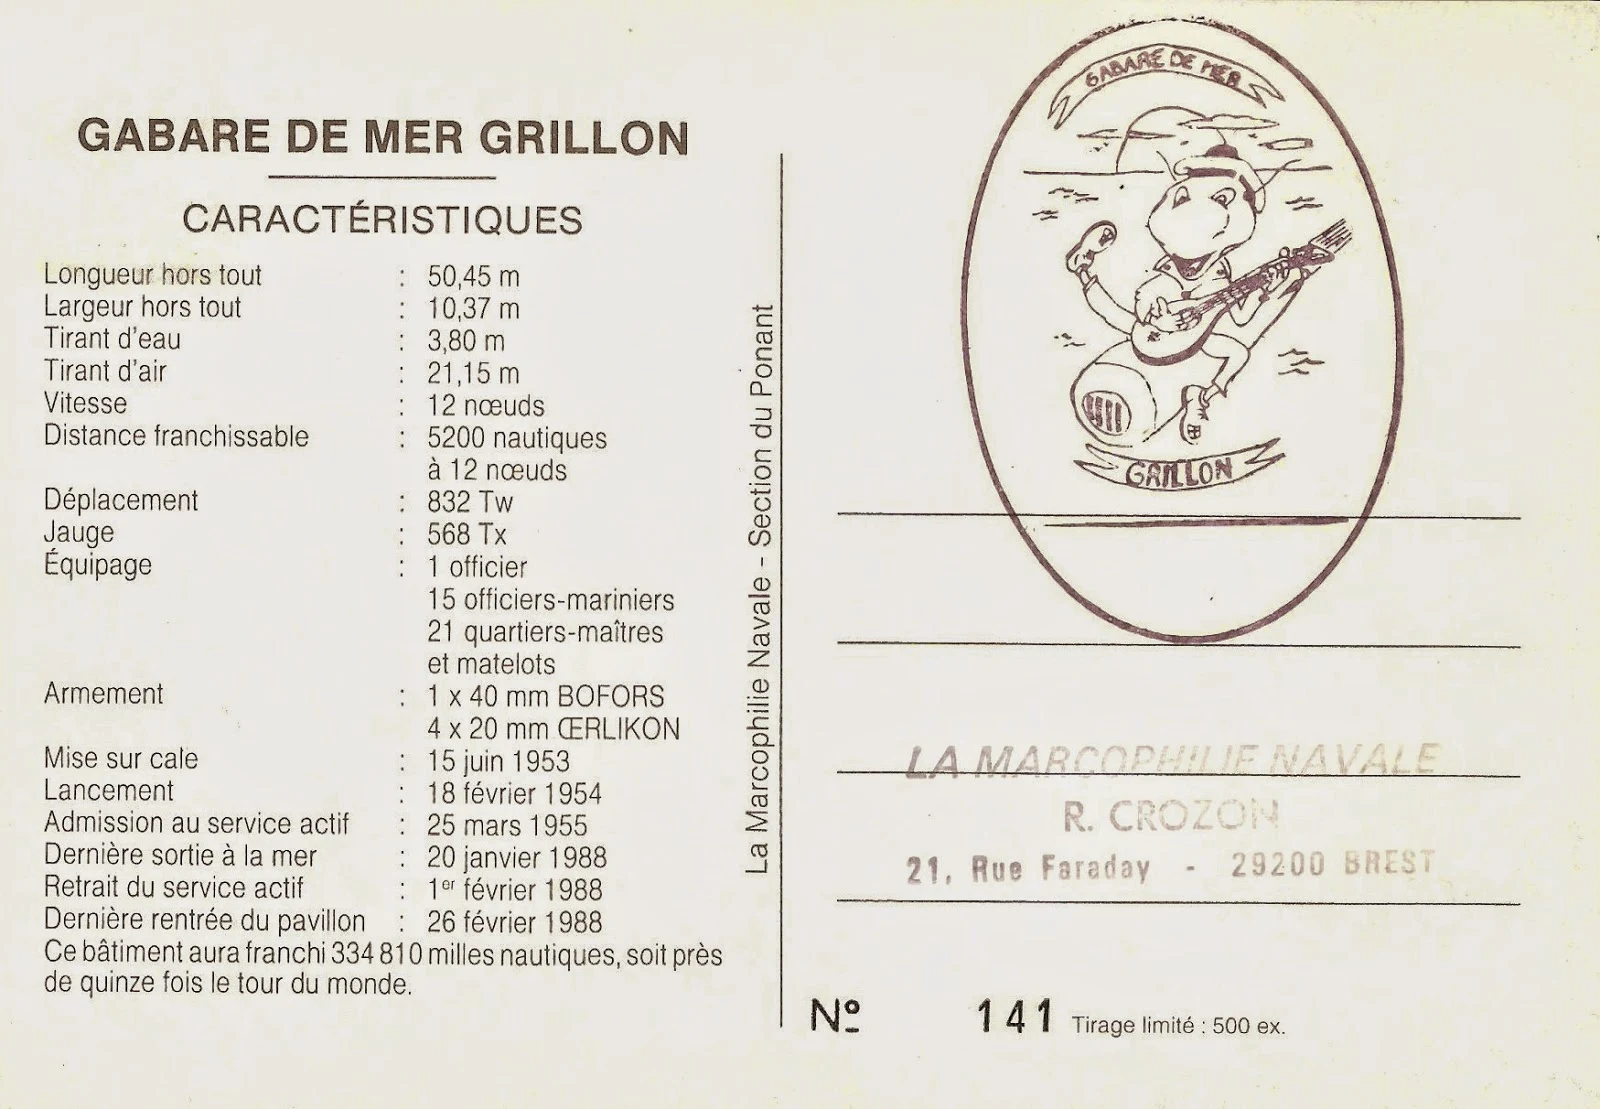 GABARE DE MER GRILLON
CARACTÉRISTIQUES
Longueur hors tout : 50,45 m
Largeur hors tout : 10,37 m
Tirant d'eau : 3,80 m
Tirant d'air : 21,15 m
Vitesse : 12 nœuds
Distance franchissable : 5200 nautiques
à 12 nœuds
Déplacement : 832 Tw
Jauge : 568 Tx
Équipage : 1 officier
15 officiers-mariniers
21 quartiers-maîtres
et matelots
Armement : 1 x 40 mm BOFORS
4 x 20 mm ŒRLIKON
Mise sur cale : 15 juin 1953
Lancement : 18 février 1954
Admission au service actif : 25 mars 1955
Dernière sortie à la mer : 20 janvier 1988
Retrait du service actif : 1er février 1988
Dernière rentrée du pavillon : 26 février 1988
Ce bâtiment aura franchi 334 810 milles nautiques, soit près
de quinze fois le tour du monde.
La Marcophilie Navale - Section du Ponant
GABARE DE MER
GRILLON
LA MARCOPHILIE NAVALE
R. CROZON
21, Rue Faraday - 29200 BREST
Nº 141 Tirage limité : 500 ex.